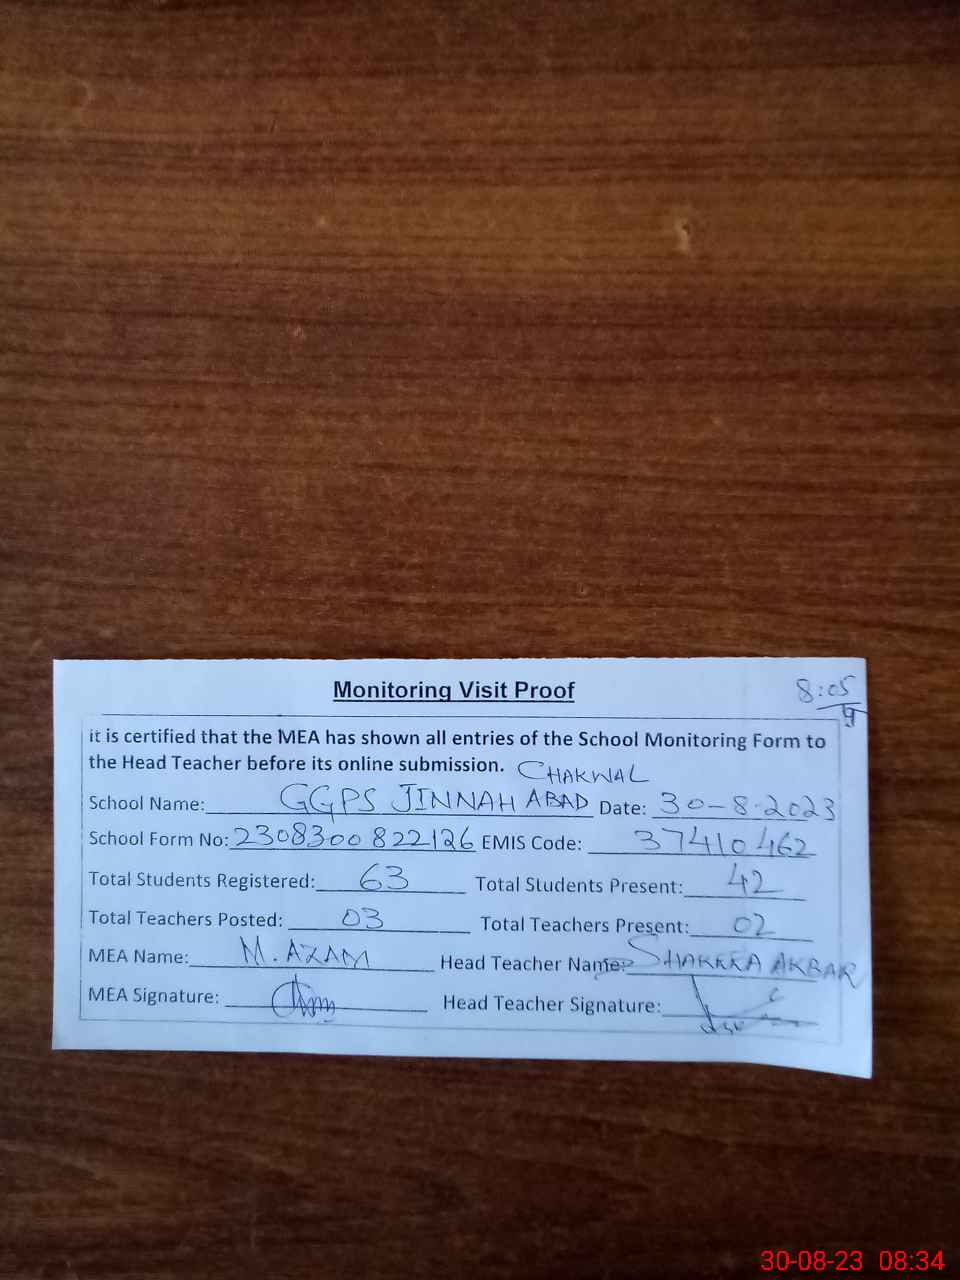 Monitoring Visit Proof
8:05
it is certified that the MEA has shown all entries of the School Monitoring Form to
the Head Teacher before its online submission. CHAKWAL
School Name: GGPS JINNAH ABAD Date: 30-8-2023
School Form No: 2308300822126 EMIS Code: 37410462
Total Students Registered: 63 Total Students Present: 42
Total Teachers Posted: 03 Total Teachers Present: 02
MEA Name: M. AZAM Head Teacher Name: SHAKEEA AKBAR
MEA Signature: Head Teacher Signature:
30-08-23 08:34